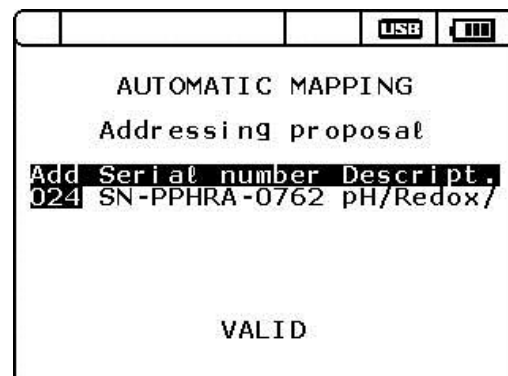 USB
AUTOMATIC MAPPING
Addressing proposal
Add Serial number Descript.
024 SN-PPHRA-0762 pH/Redox/
VALID